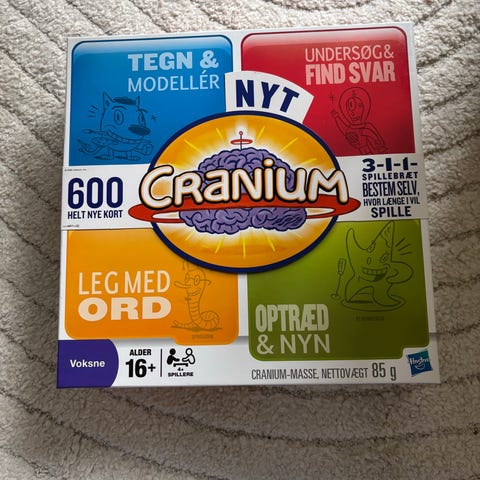 TEGN &
MODELLÉR
UNDERSØG &
FIND SVAR
NYT
CRANIUM
600
HELT NYE KORT
3-I-I-
SPILLEBRÆT
BESTEM SELV,
HVOR LÆNGE I VIL
SPILLE
LEG MED
ORD
OPTRÆD
& NYN
Voksne
ALDER
16+
4+
SPILLERE
CRANIUM-MASSE, NETTOVÆGT 85 g
Hasbro